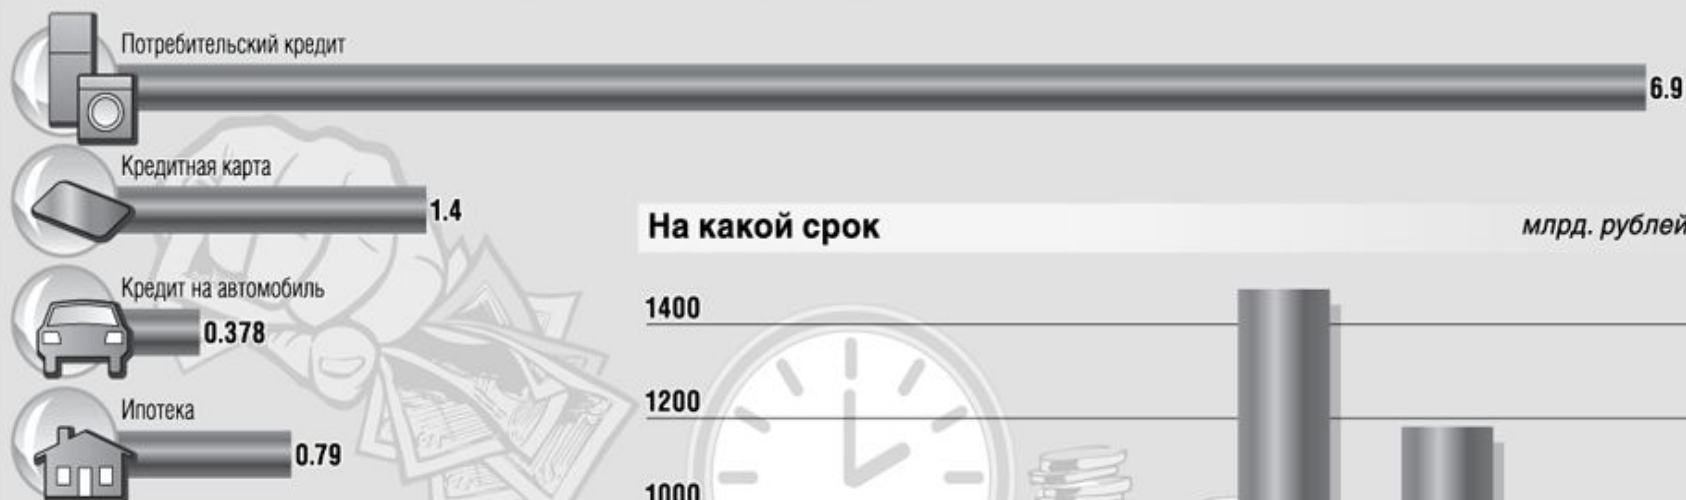 Потребительский кредит
6.9
Кредитная карта
1.4
Кредит на автомобиль
0.378
Ипотека
0.79
На какой срок
млрд. рублей
1400
1200
1000